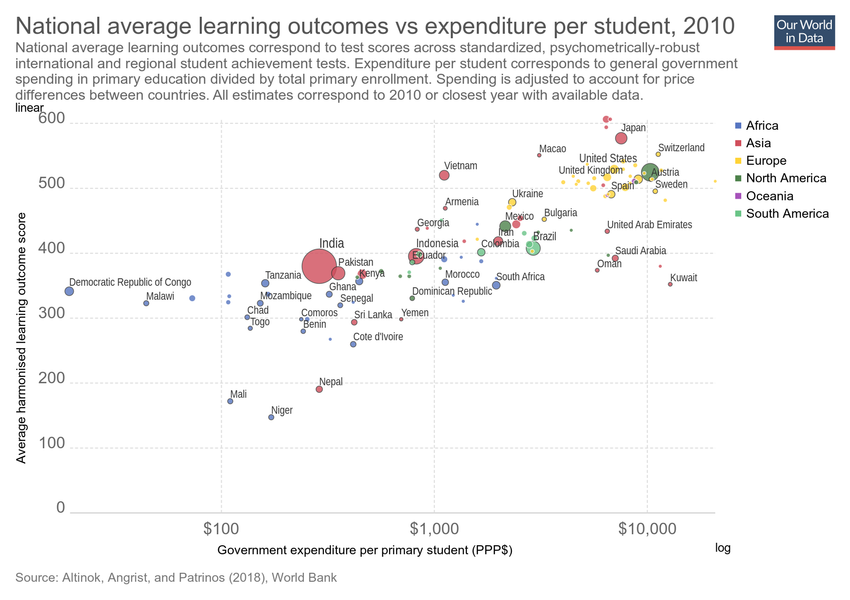 National average learning outcomes vs expenditure per student, 2010
Our World
in Data
National average learning outcomes correspond to test scores across standardized, psychometrically-robust
international and regional student achievement tests. Expenditure per student corresponds to general government
spending in primary education divided by total primary enrollment. Spending is adjusted to account for price
differences between countries. All estimates correspond to 2010 or closest year with available data.
linear
600
500
400
300
200
100
0
Average harmonised learning outcome score
Japan
Macao
Switzerland
United States
Vietnam
United Kingdom
Austria
Spain
Sweden
Armenia
Ukraine
Georgia
Mexico
Bulgaria
United Arab Emirates
Iran
Brazil
India
Indonesia
Colombia
Ecuador
Saudi Arabia
Pakistan
Oman
Kenya
Democratic Republic of Congo
Tanzania
Morocco
South Africa
Kuwait
Ghana
Dominican Republic
Malawi
Mozambique
Senegal
Chad
Comoros
Sri Lanka
Yemen
Togo
Benin
Cote d'Ivoire
Nepal
Mali
Niger
$100
$1,000
$10,000
Government expenditure per primary student (PPP$)
log
Africa
Asia
Europe
North America
Oceania
South America
Source: Altinok, Angrist, and Patrinos (2018), World Bank